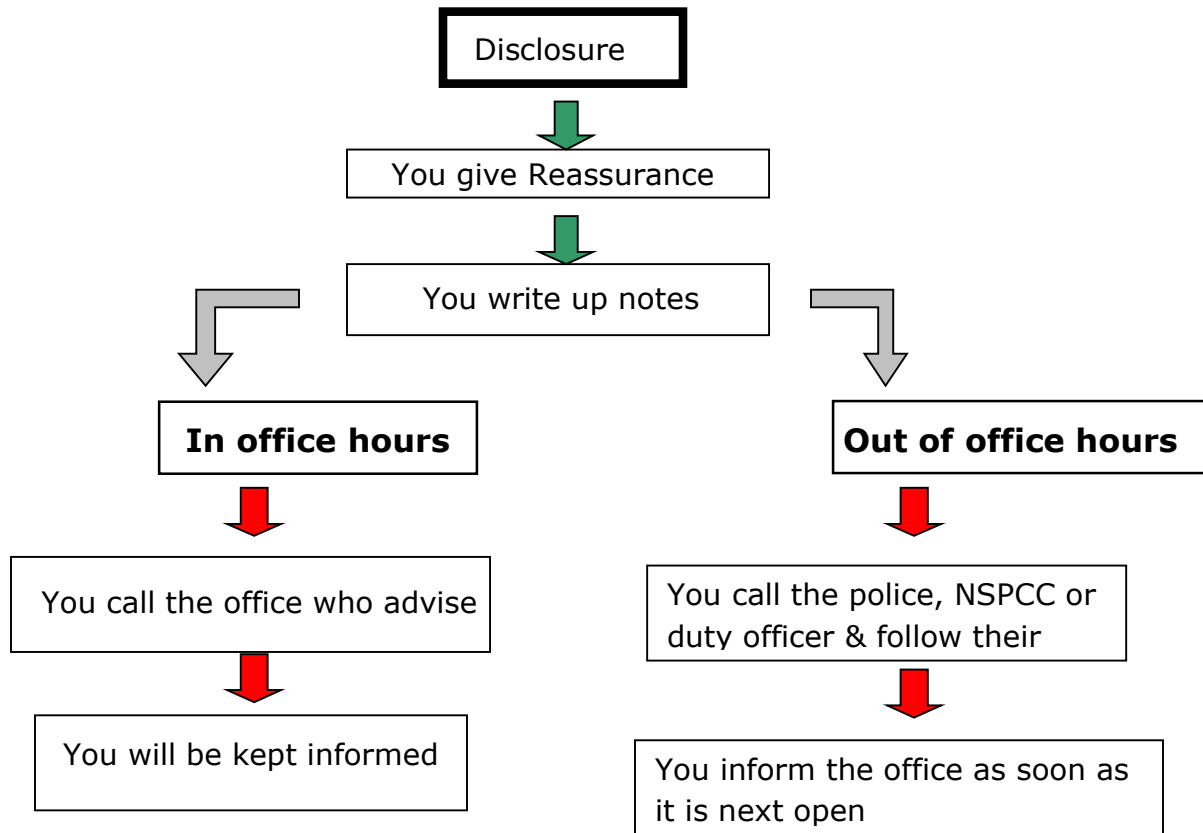 Disclosure
You give Reassurance
You write up notes
In office hours
Out of office hours
You call the office who advise
You call the police, NSPCC or
duty officer & follow their
You will be kept informed
You inform the office as soon as
it is next open